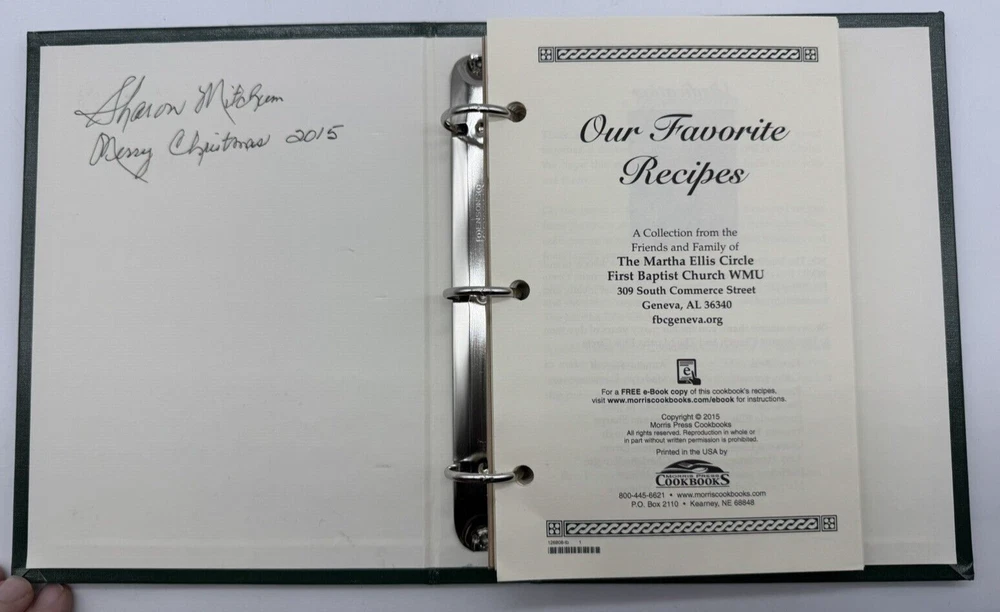 Sharon Mitchum
Merry Christmas 2015
Our Favorite
Recipes
A Collection from the
Friends and Family of
The Martha Ellis Circle
First Baptist Church WMU
309 South Commerce Street
Geneva, AL 36340
fbcgeneva.org
e
For a FREE e-Book copy of this cookbook's recipes,
visit www.morriscookbooks.com/ebook for instructions.
Copyright © 2015
Morris Press Cookbooks
All rights reserved. Reproduction in whole or
in part without written permission is prohibited.
Printed in the USA by
MORRIS PRESS
COOKBOOKS
800-445-6621 • www.morriscookbooks.com
P.O. Box 2110 • Kearney, NE 68848